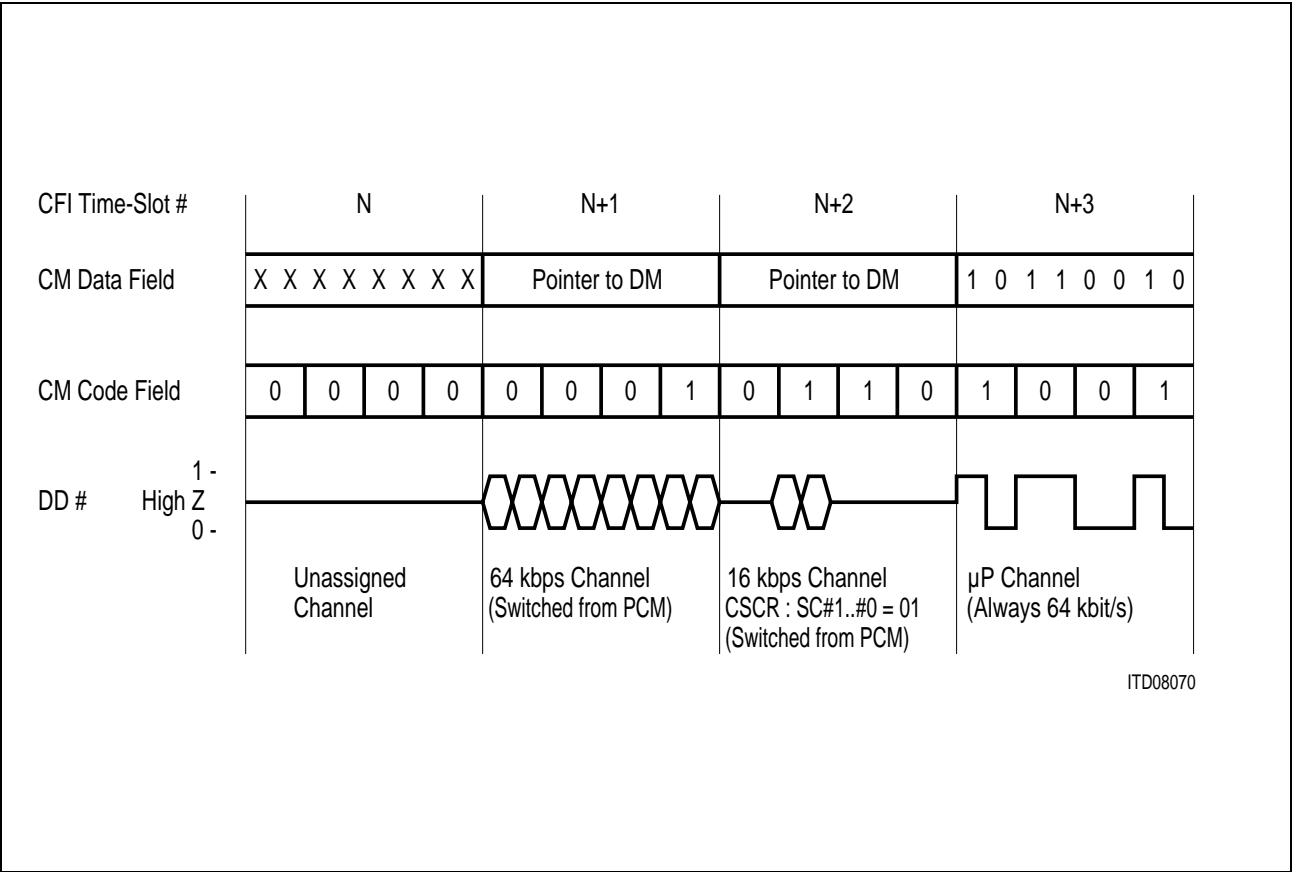 CFI Time-Slot # N N+1 N+2 N+3
CM Data Field X X X X X X X X Pointer to DM Pointer to DM 1 0 1 1 0 0 1 0
CM Code Field 0 0 0 0 0 0 0 1 0 1 1 0 1 0 0 1
1 -
DD # High Z
0 -
Unassigned
Channel
64 kbps Channel
(Switched from PCM)
16 kbps Channel
CSCR : SC#1..#0 = 01
(Switched from PCM)
µP Channel
(Always 64 kbit/s)
ITD08070